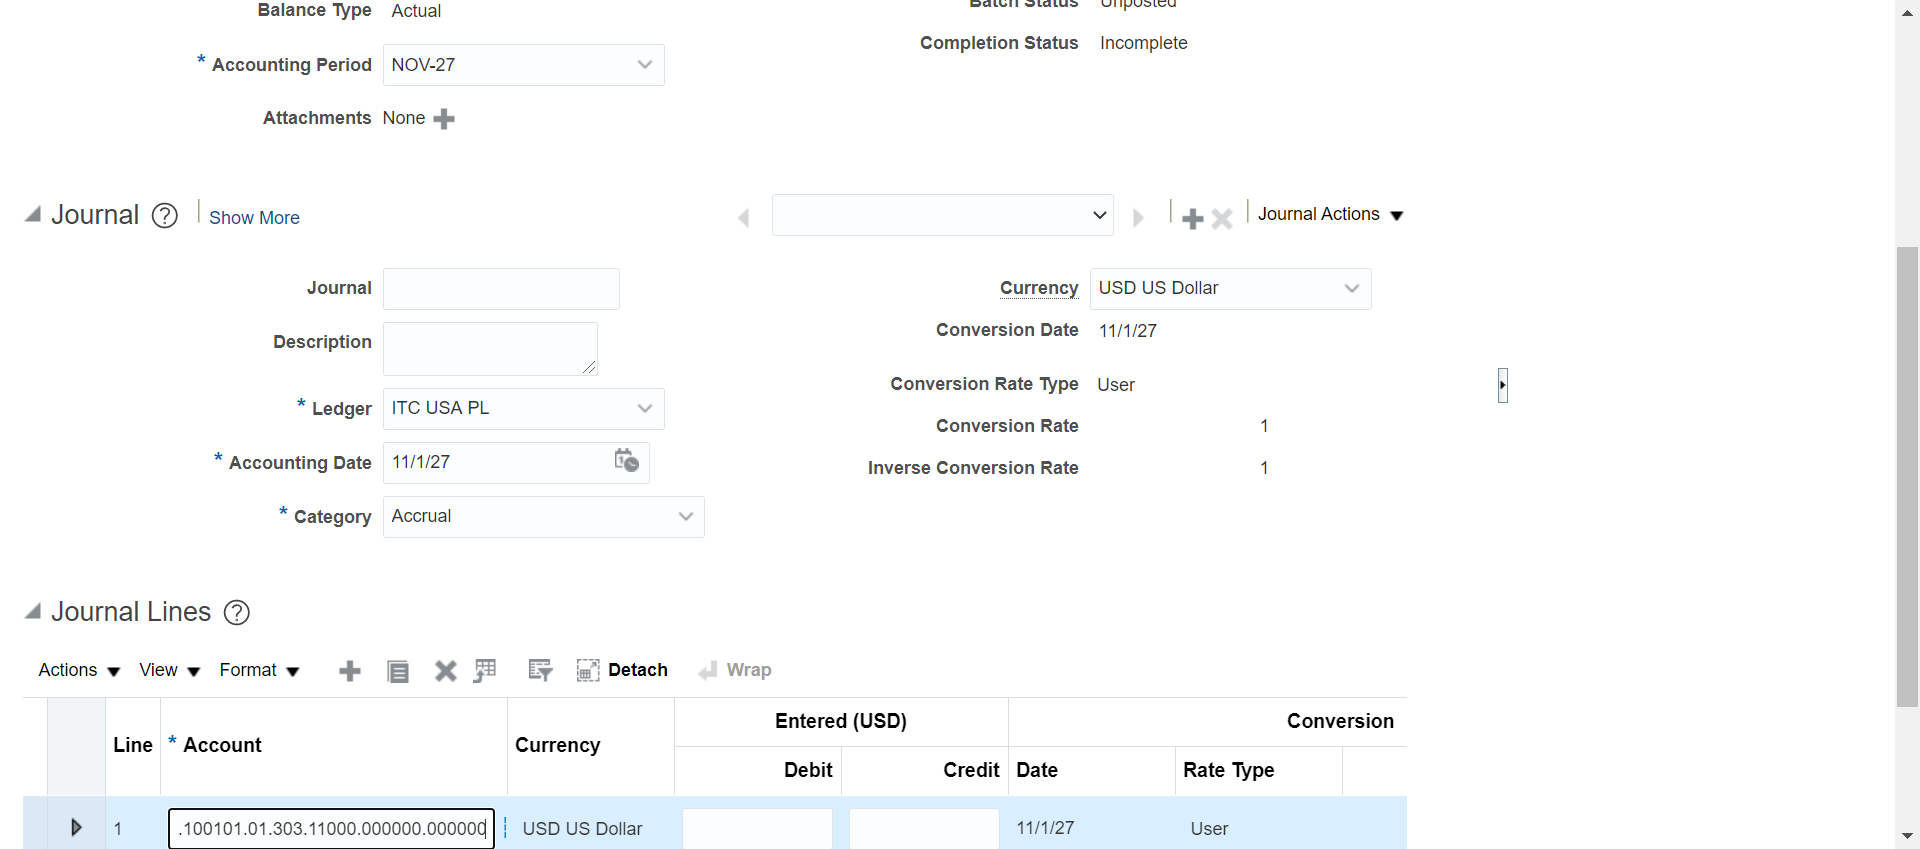 Balance Type Actual
Batch Status Unposted
* Accounting Period NOV-27
Completion Status Incomplete
Attachments None
Journal ? Show More
Journal Actions
Journal
Currency USD US Dollar
Description
Conversion Date 11/1/27
* Ledger ITC USA PL
Conversion Rate Type User
* Accounting Date 11/1/27
Conversion Rate 1
Inverse Conversion Rate 1
* Category Accrual
Journal Lines ?
Actions View Format Detach Wrap
Line * Account Currency Entered (USD) Conversion
Debit Credit Date Rate Type
1 .100101.01.303.11000.000000.000000 USD US Dollar 11/1/27 User